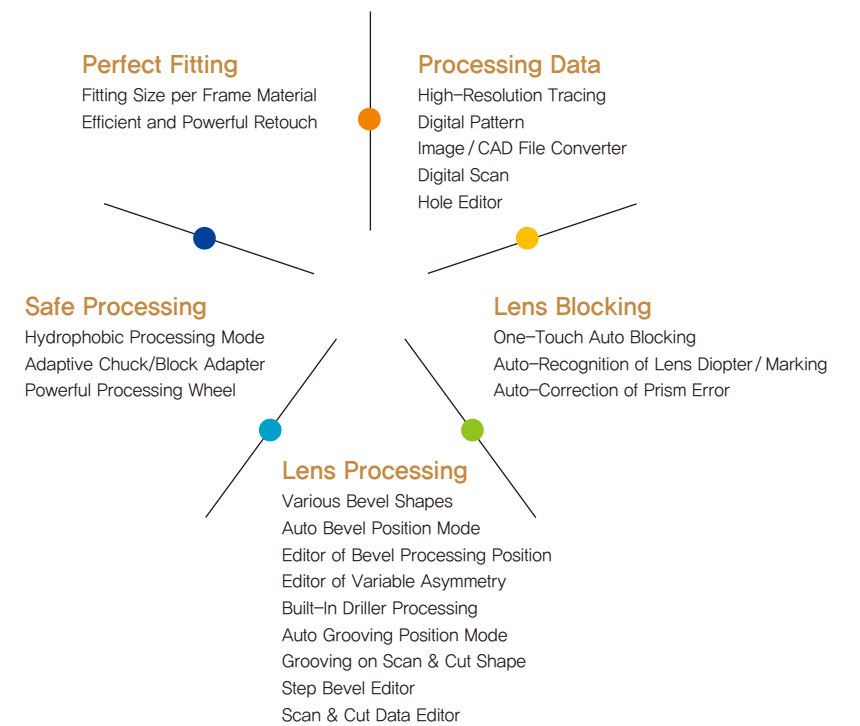 Perfect Fitting
Fitting Size per Frame Material
Efficient and Powerful Retouch
Processing Data
High-Resolution Tracing
Digital Pattern
Image / CAD File Converter
Digital Scan
Hole Editor
Safe Processing
Hydrophobic Processing Mode
Adaptive Chuck/Block Adapter
Powerful Processing Wheel
Lens Blocking
One-Touch Auto Blocking
Auto-Recognition of Lens Diopter / Marking
Auto-Correction of Prism Error
Lens Processing
Various Bevel Shapes
Auto Bevel Position Mode
Editor of Bevel Processing Position
Editor of Variable Asymmetry
Built-In Driller Processing
Auto Grooving Position Mode
Grooving on Scan & Cut Shape
Step Bevel Editor
Scan & Cut Data Editor